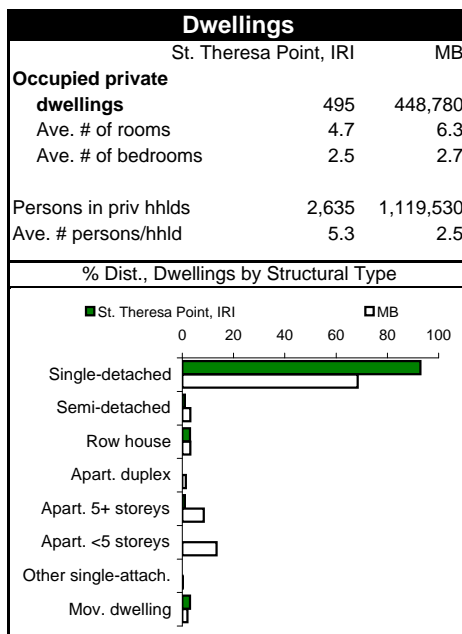 Dwellings
St. Theresa Point, IRI MB
Occupied private
dwellings 495 448,780
Ave. # of rooms 4.7 6.3
Ave. # of bedrooms 2.5 2.7
Persons in priv hhlds 2,635 1,119,530
Ave. # persons/hhld 5.3 2.5
% Dist., Dwellings by Structural Type
St. Theresa Point, IRI MB
0 20 40 60 80 100
Single-detached
Semi-detached
Row house
Apart. duplex
Apart. 5+ storeys
Apart. <5 storeys
Other single-attach.
Mov. dwelling